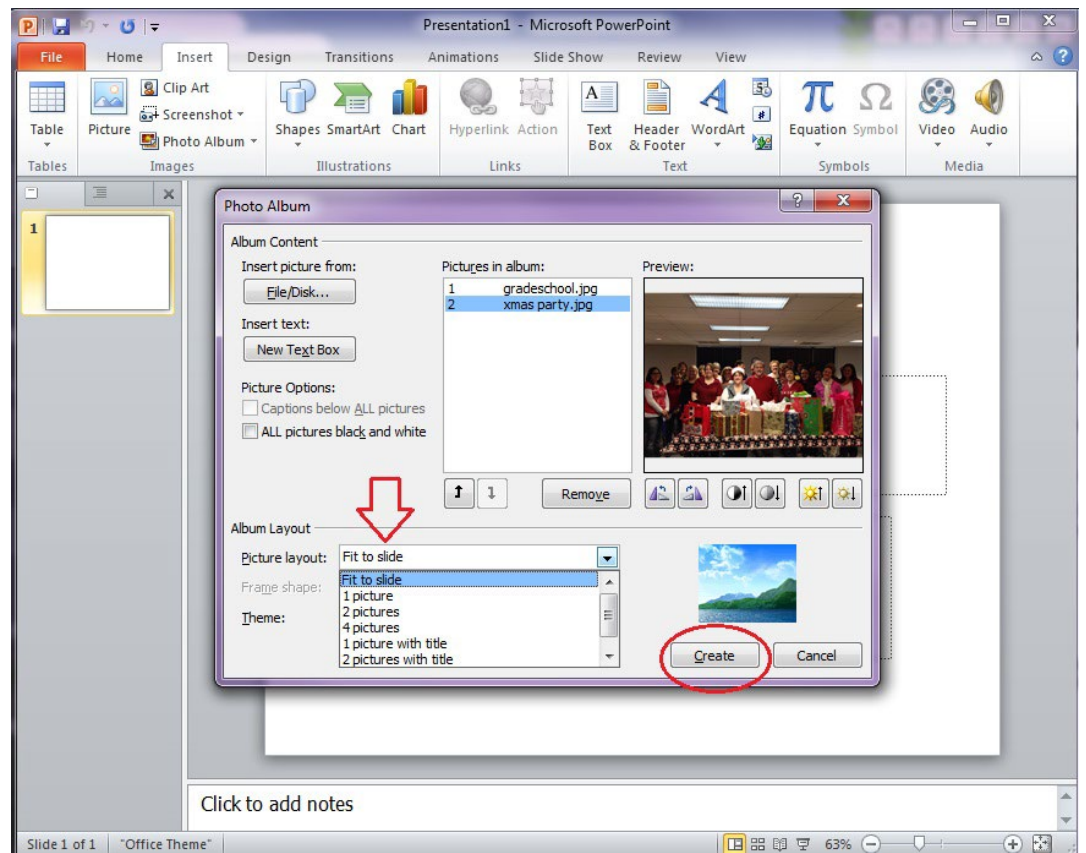 Presentation1 - Microsoft PowerPoint
File Home Insert Design Transitions Animations Slide Show Review View
Table
Picture
Clip Art
Screenshot
Photo Album
Shapes SmartArt Chart
Hyperlink Action
Text Box
Header & Footer
WordArt
Equation Symbol
Video Audio
Tables Images Illustrations Links Text Symbols Media
1
Photo Album
Album Content
Insert picture from:
File/Disk...
Insert text:
New Text Box
Picture Options:
Captions below ALL pictures
ALL pictures black and white
Pictures in album:
1 gradeschool.jpg
2 xmas party.jpg
Preview:
Remove
Album Layout
Picture layout: Fit to slide
Frame shape:
Theme:
Fit to slide
1 picture
2 pictures
4 pictures
1 picture with title
2 pictures with title
Create Cancel
Click to add notes
Slide 1 of 1 "Office Theme" 63%